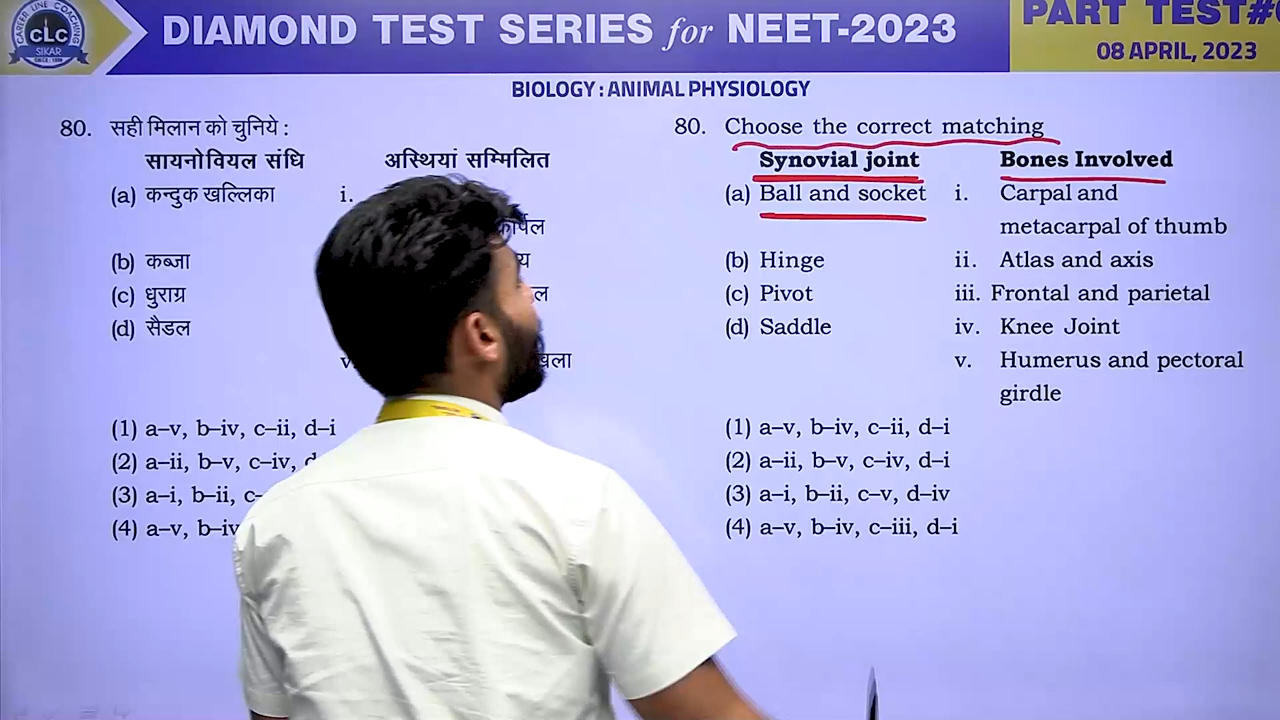 CAREER LINE COACHING
CLC
SIKAR
SINCE : 1996
DIAMOND TEST SERIES for NEET-2023
PART TEST#
08 APRIL, 2023
BIOLOGY : ANIMAL PHYSIOLOGY
80. सही मिलान को चुनिये :
सायनोवियल संधि अस्थियां सम्मिलित
(a) कन्दुक खल्लिका i.
(b) कब्जा
(c) धुराग्र
(d) सैडल
(1) a–v, b–iv, c–ii, d–i
(2) a–ii, b–v, c–iv,
(3) a–i, b–ii,
(4) a–v, b–iv
80. Choose the correct matching
Synovial joint Bones Involved
(a) Ball and socket i. Carpal and
metacarpal of thumb
(b) Hinge ii. Atlas and axis
(c) Pivot iii. Frontal and parietal
(d) Saddle iv. Knee Joint
v. Humerus and pectoral
girdle
(1) a–v, b–iv, c–ii, d–i
(2) a–ii, b–v, c–iv, d–i
(3) a–i, b–ii, c–v, d–iv
(4) a–v, b–iv, c–iii, d–i